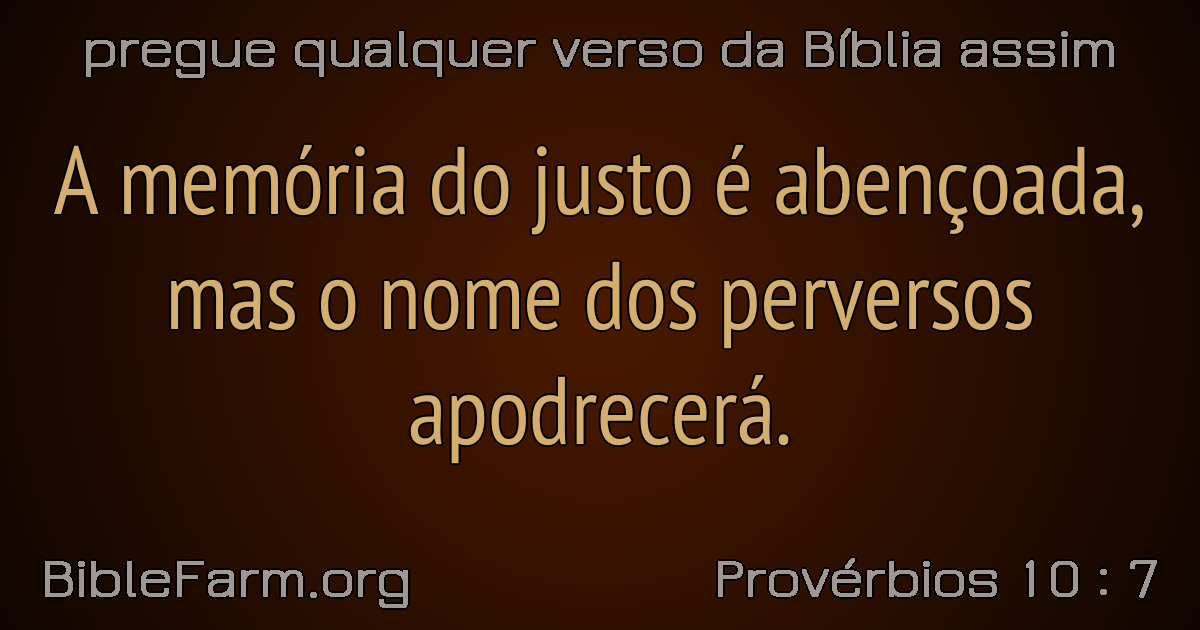 pregue qualquer verso da Bíblia assim
A memória do justo é abençoada,
mas o nome dos perversos
apodrecerá.
BibleFarm.org
Provérbios 10 : 7